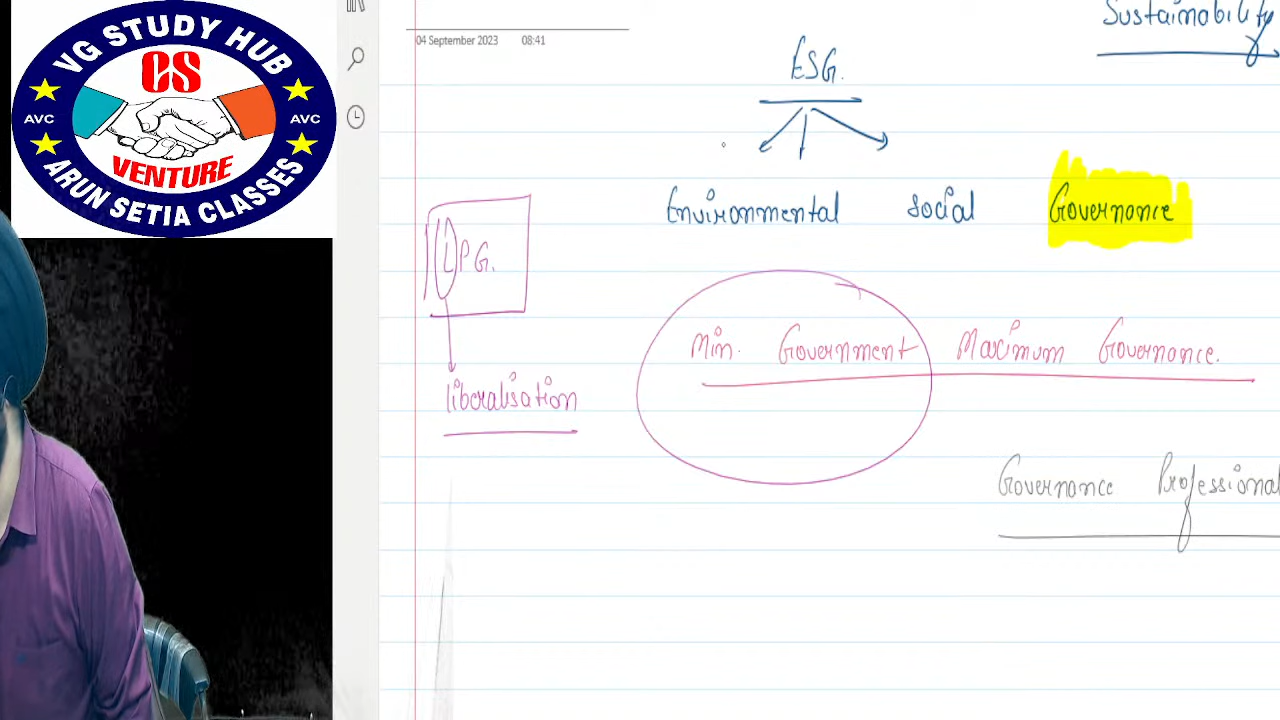 VG STUDY HUB
CS
AVC
AVC
VENTURE
ARUN SETIA CLASSES
04 September 2023 08:41
Sustainability
ESG.
Environmental Social Governance
LPG.
Min. Government Maximum Governance.
liberalisation
Governance Professional